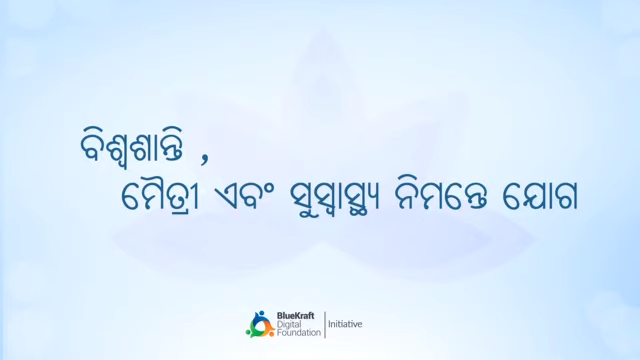 ବିଶ୍ୱଶାନ୍ତି ,
ମୈତ୍ରୀ ଏବଂ ସୁସ୍ୱାସ୍ଥ୍ୟ ନିମନ୍ତେ ଯୋଗ
BlueKraft
Digital
Foundation
Initiative